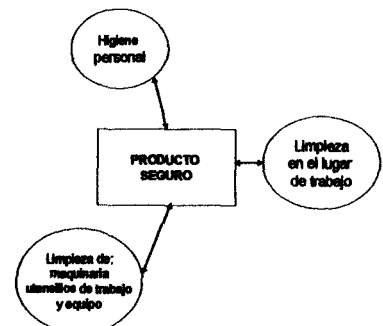 Higiene
personal
PRODUCTO
SEGURO
Limpieza
en el lugar
de trabajo
Limpieza de:
maquinaria
utensilios de trabajo
y equipo